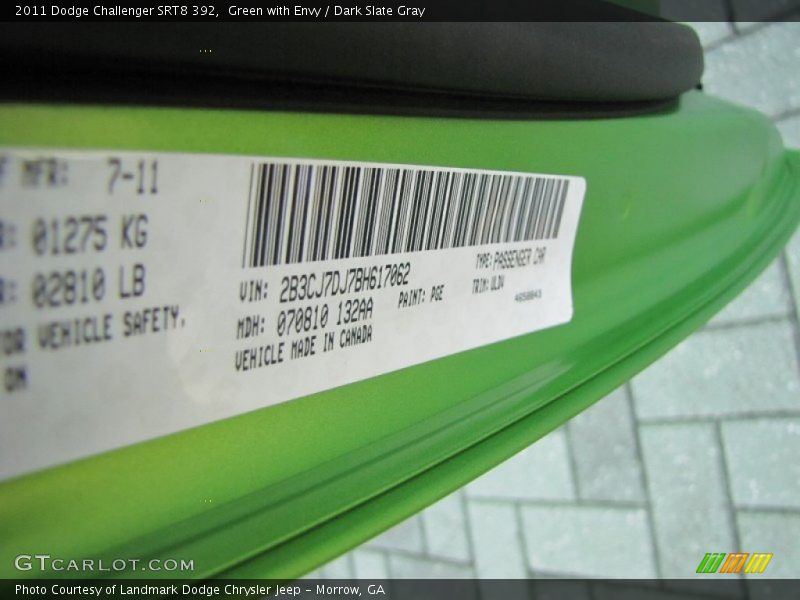 2011 Dodge Challenger SRT8 392, Green with Envy / Dark Slate Gray
MFR: 7-11
01275 KG
02810 LB
VEHICLE SAFETY,
ON
VIN: 2B3CJ7DJ7BH617062
MDH: 070810 132AA
VEHICLE MADE IN CANADA
PAINT: PGE
TYPE: PASSENGER CAR
TRIM:
GTCARLOT.COM
Photo Courtesy of Landmark Dodge Chrysler Jeep - Morrow, GA